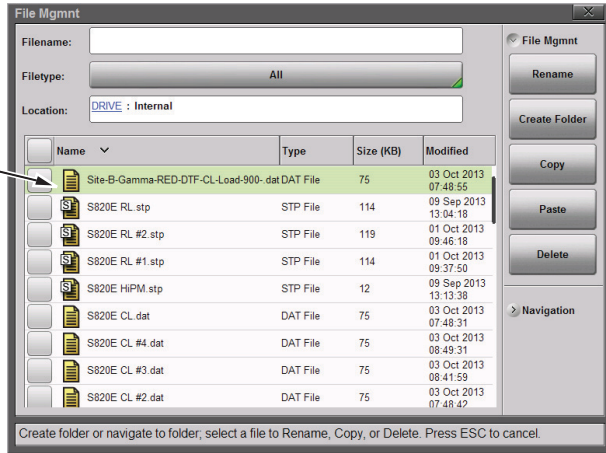 File Mgmnt
Filename:
Filetype: All
Location: DRIVE : Internal
Name Type Size (KB) Modified
Site-B-Gamma-RED-DTF-CL-Load-900-.dat DAT File 75 03 Oct 2013 07:48:55
S820E RL.stp STP File 114 09 Sep 2013 13:04:18
S820E RL #2.stp STP File 119 01 Oct 2013 09:46:18
S820E RL #1.stp STP File 114 01 Oct 2013 09:37:50
S820E HiPM.stp STP File 12 09 Sep 2013 13:13:38
S820E CL.dat DAT File 75 03 Oct 2013 07:48:31
S820E CL #4.dat DAT File 75 03 Oct 2013 08:49:31
S820E CL #3.dat DAT File 75 03 Oct 2013 08:41:59
S820E CL #2.dat DAT File 75 03 Oct 2013 07:48:42
File Mgmnt
Rename
Create Folder
Copy
Paste
Delete
Navigation
Create folder or navigate to folder; select a file to Rename, Copy, or Delete. Press ESC to cancel.